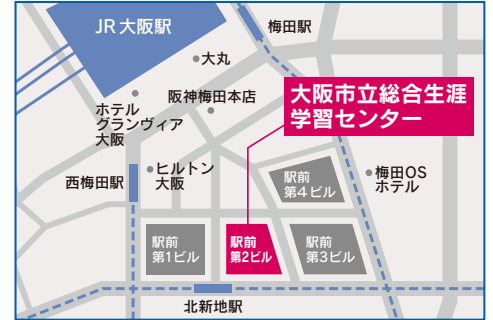 JR大阪駅
梅田駅
大丸
ホテル
グランヴィア
大阪
阪神梅田本店
大阪市立総合生涯
学習センター
西梅田駅
ヒルトン
大阪
駅前
第4ビル
梅田OS
ホテル
駅前
第1ビル
駅前
第2ビル
駅前
第3ビル
北新地駅